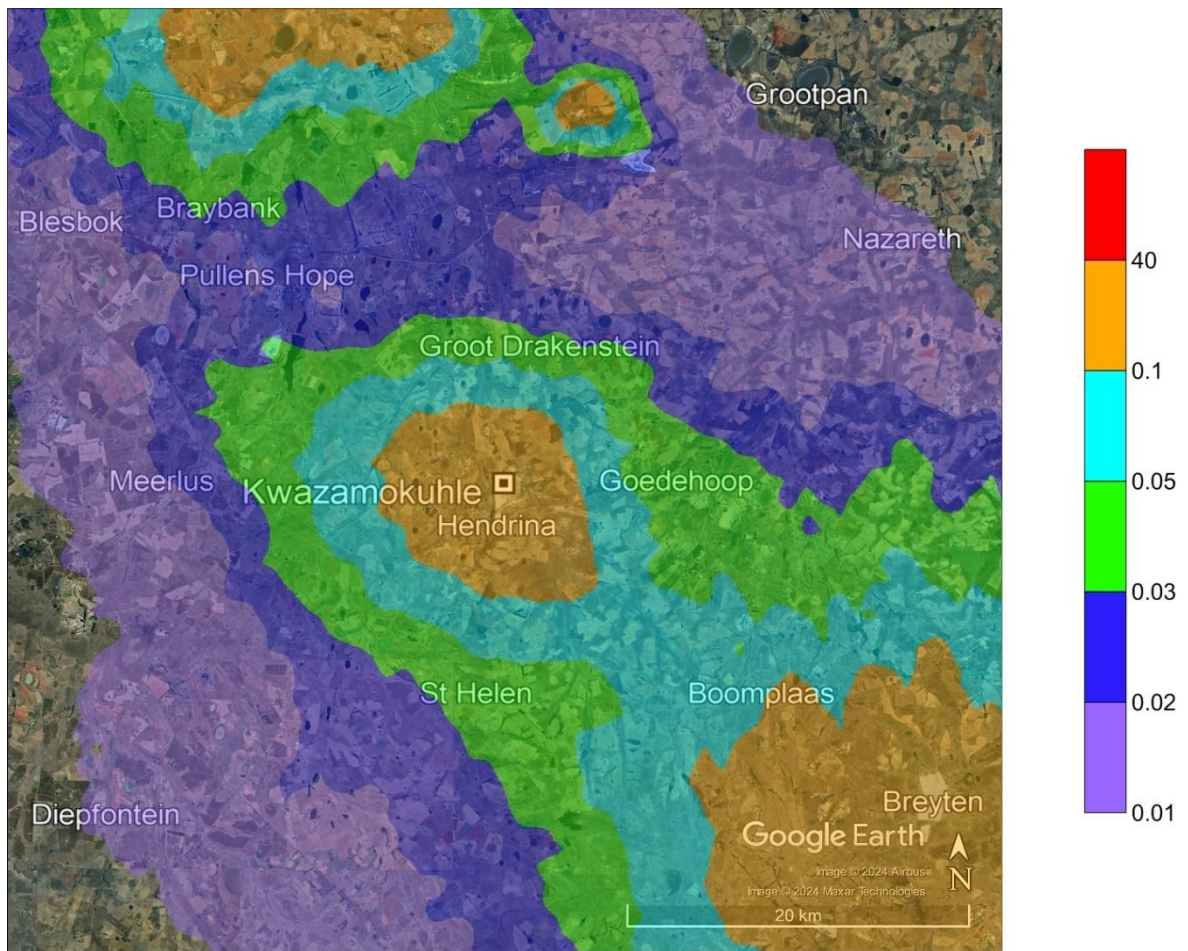 Grootpan
Blesbok
Braybank
Nazareth
Pullens Hope
Groot Drakenstein
Meerlus
Kwazamokuhle
Goedehoop
Hendrina
St Helen
Boomplaas
Diepfontein
Breyten
Google Earth
Image © 2024 Airbus
Image © 2024 Maxar Technologies
N
20 km
40
0.1
0.05
0.03
0.02
0.01